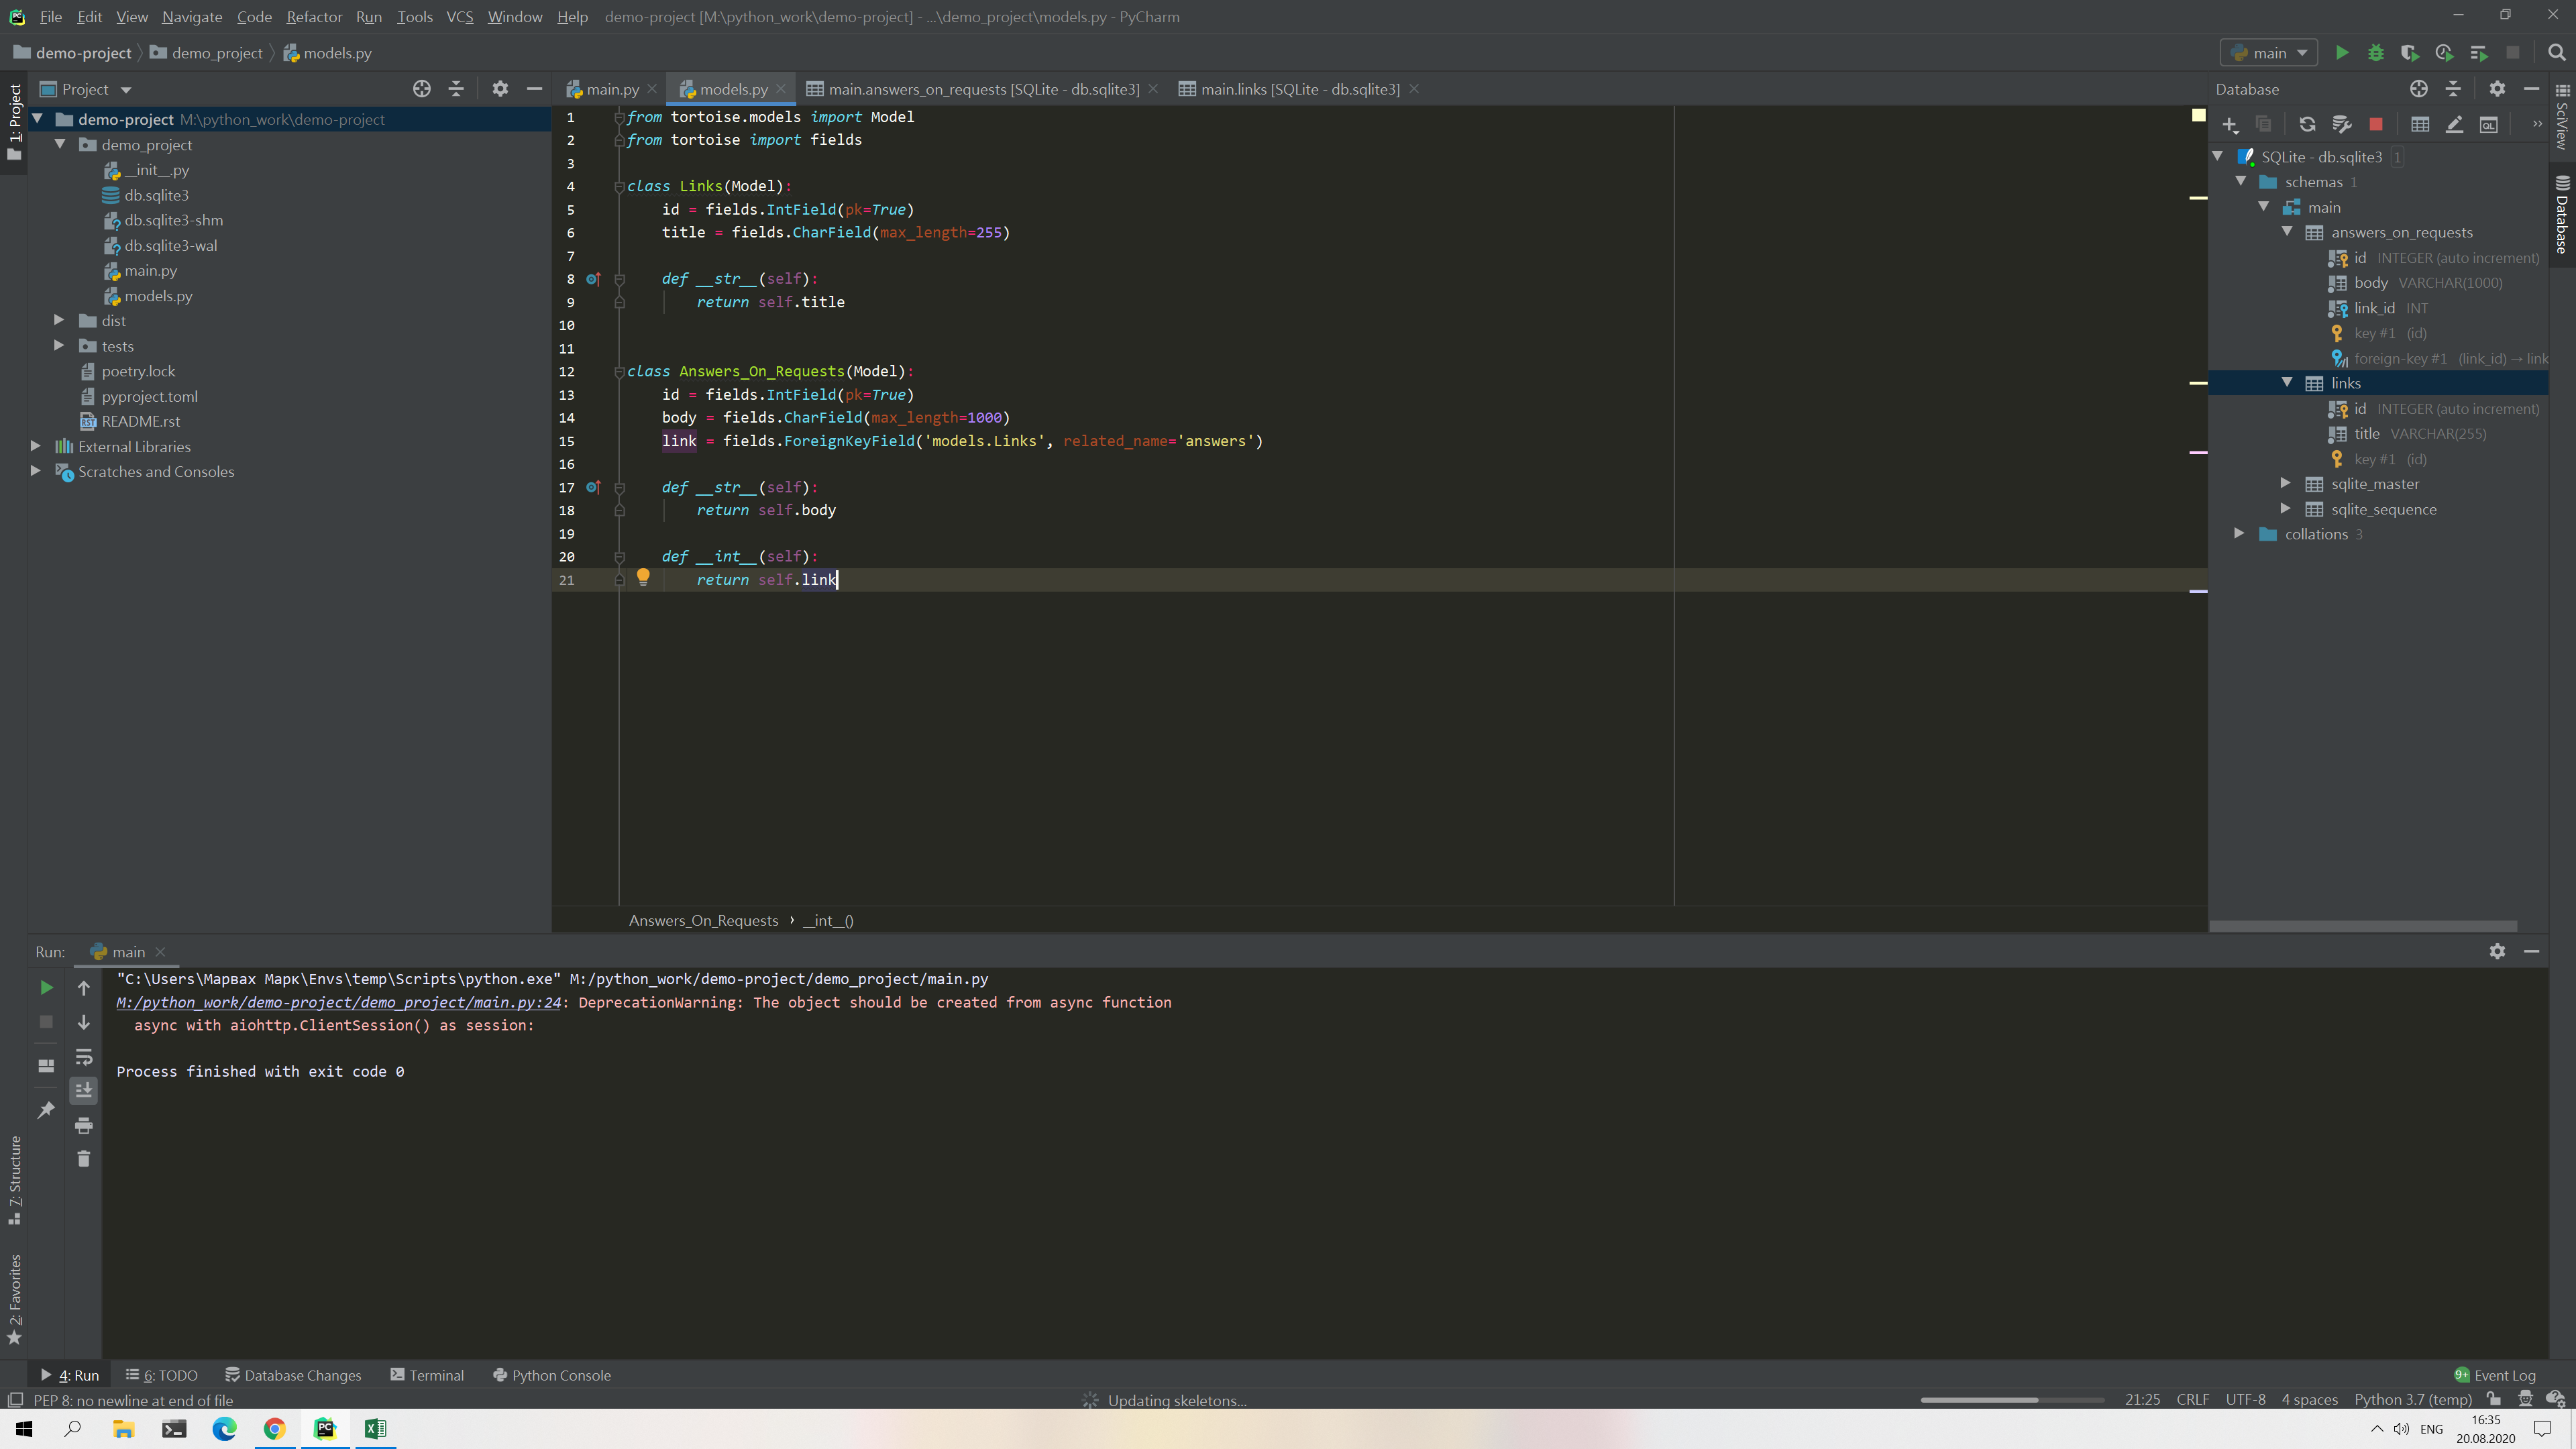 File Edit View Navigate Code Refactor Run Tools VCS Window Help demo-project [M:\python_work\demo-project] - ...\demo_project\models.py - PyCharm
demo-project demo_project models.py
main
1: Project
Project
demo-project M:\python_work\demo-project
demo_project
__init__.py
db.sqlite3
db.sqlite3-shm
db.sqlite3-wal
main.py
models.py
dist
tests
poetry.lock
pyproject.toml
README.rst
External Libraries
Scratches and Consoles
main.py models.py main.answers_on_requests [SQLite - db.sqlite3] main.links [SQLite - db.sqlite3]
1 from tortoise.models import Model
2 from tortoise import fields
3
4 class Links(Model):
5 id = fields.IntField(pk=True)
6 title = fields.CharField(max_length=255)
7
8 def __str__(self):
9 return self.title
10
11
12 class Answers_On_Requests(Model):
13 id = fields.IntField(pk=True)
14 body = fields.CharField(max_length=1000)
15 link = fields.ForeignKeyField('models.Links', related_name='answers')
16
17 def __str__(self):
18 return self.body
19
20 def __int__(self):
21 return self.link
Answers_On_Requests › __int__()
Database
SQLite - db.sqlite3 1
schemas 1
main
answers_on_requests
id INTEGER (auto increment)
body VARCHAR(1000)
link_id INT
key #1 (id)
foreign-key #1 (link_id) → link
links
id INTEGER (auto increment)
title VARCHAR(255)
key #1 (id)
sqlite_master
sqlite_sequence
collations 3
SciView
Database
Run: main
"C:\Users\Марвах Марк\Envs\temp\Scripts\python.exe" M:/python_work/demo-project/demo_project/main.py
M:/python_work/demo-project/demo_project/main.py:24: DeprecationWarning: The object should be created from async function
async with aiohttp.ClientSession() as session:
Process finished with exit code 0
7: Structure
2: Favorites
4: Run 6: TODO Database Changes Terminal Python Console 9+ Event Log
PEP 8: no newline at end of file Updating skeletons... 21:25 CRLF UTF-8 4 spaces Python 3.7 (temp)
ENG 16:35
20.08.2020